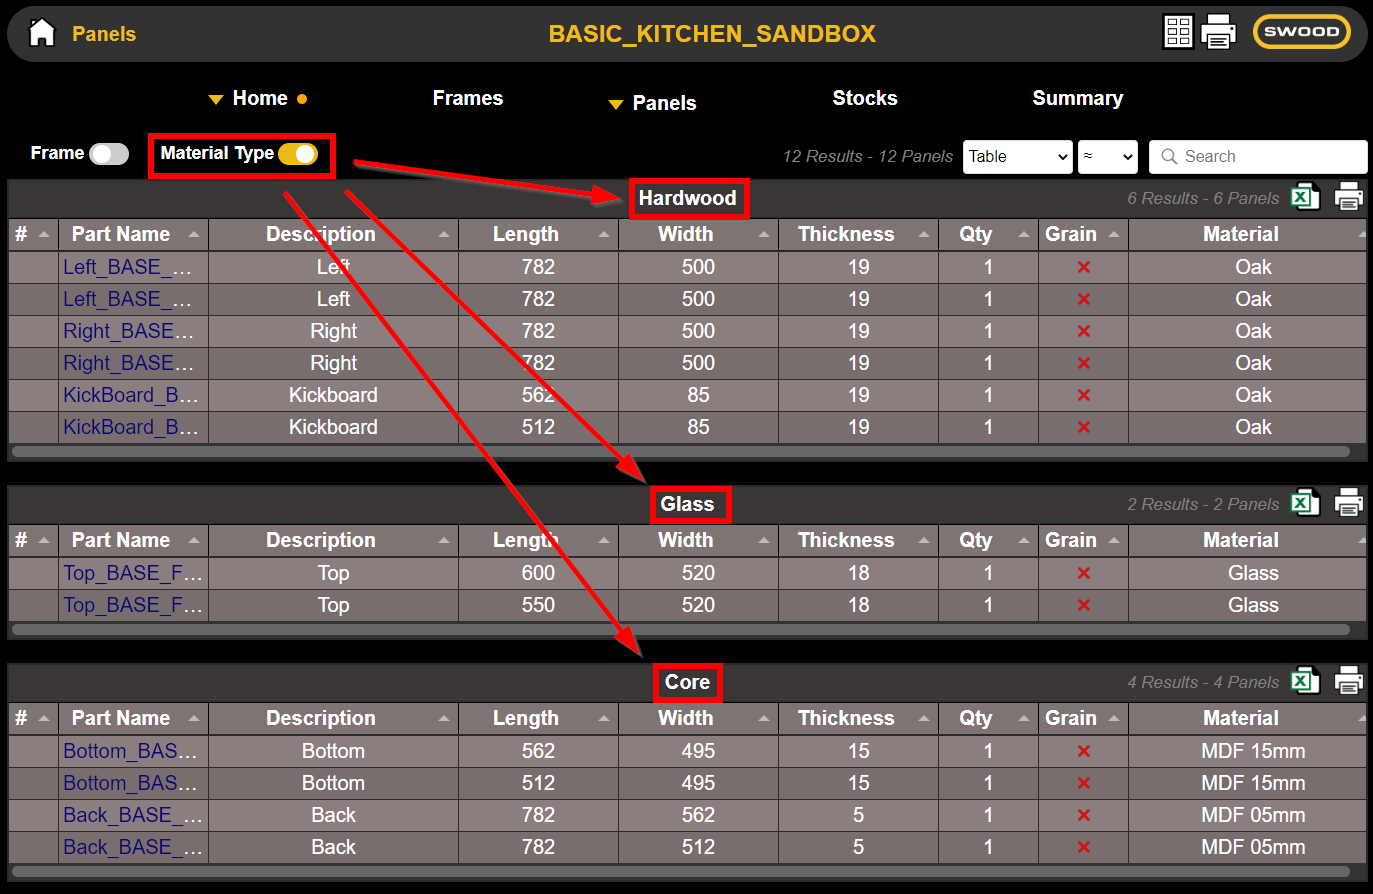 Panels BASIC_KITCHEN_SANDBOX SWOOD
Home Frames Panels Stocks Summary
Frame Material Type 12 Results - 12 Panels Table ≈ Search
Hardwood 6 Results - 6 Panels
# Part Name Description Length Width Thickness Qty Grain Material
Left_BASE_... Left 782 500 19 1 Oak
Left_BASE_... Left 782 500 19 1 Oak
Right_BASE... Right 782 500 19 1 Oak
Right_BASE... Right 782 500 19 1 Oak
KickBoard_B... Kickboard 562 85 19 1 Oak
KickBoard_B... Kickboard 512 85 19 1 Oak
Glass 2 Results - 2 Panels
# Part Name Description Length Width Thickness Qty Grain Material
Top_BASE_F... Top 600 520 18 1 Glass
Top_BASE_F... Top 550 520 18 1 Glass
Core 4 Results - 4 Panels
# Part Name Description Length Width Thickness Qty Grain Material
Bottom_BAS... Bottom 562 495 15 1 MDF 15mm
Bottom_BAS... Bottom 512 495 15 1 MDF 15mm
Back_BASE_... Back 782 562 5 1 MDF 05mm
Back_BASE_... Back 782 512 5 1 MDF 05mm